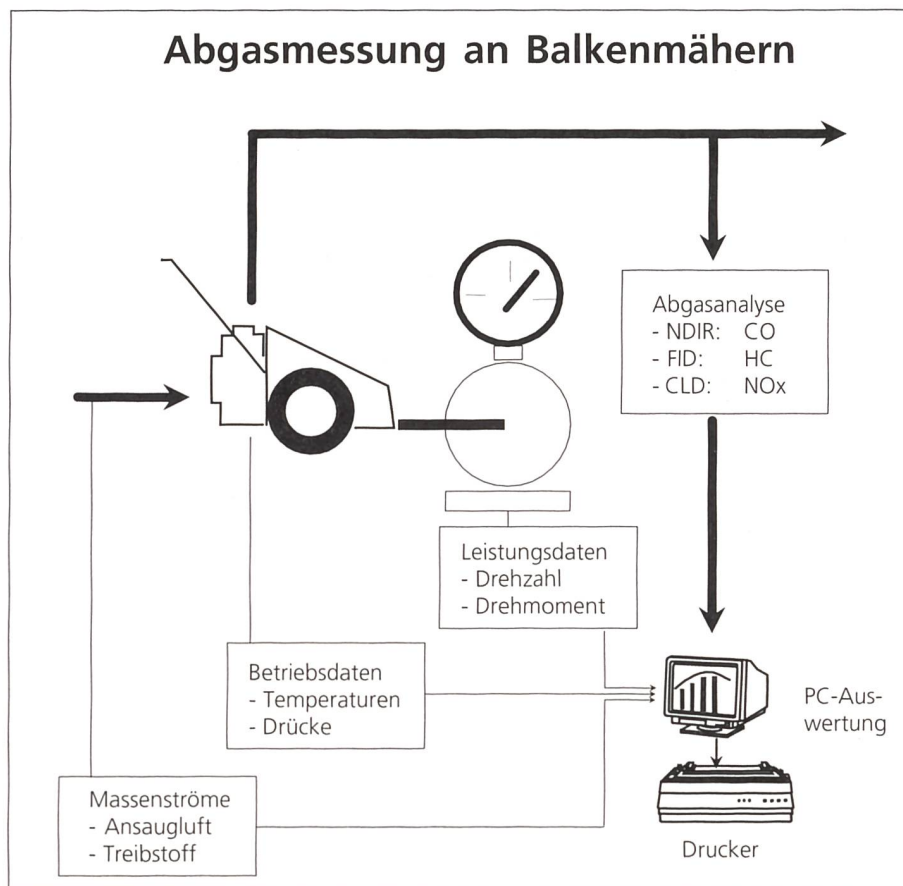 Abgasmessung an Balkenmähern
Abgasanalyse
- NDIR: CO
- FID: HC
- CLD: NOx
Leistungsdaten
- Drehzahl
- Drehmoment
Betriebsdaten
- Temperaturen
- Drücke
PC-Aus-
wertung
Massenströme
- Ansaugluft
- Treibstoff
Drucker